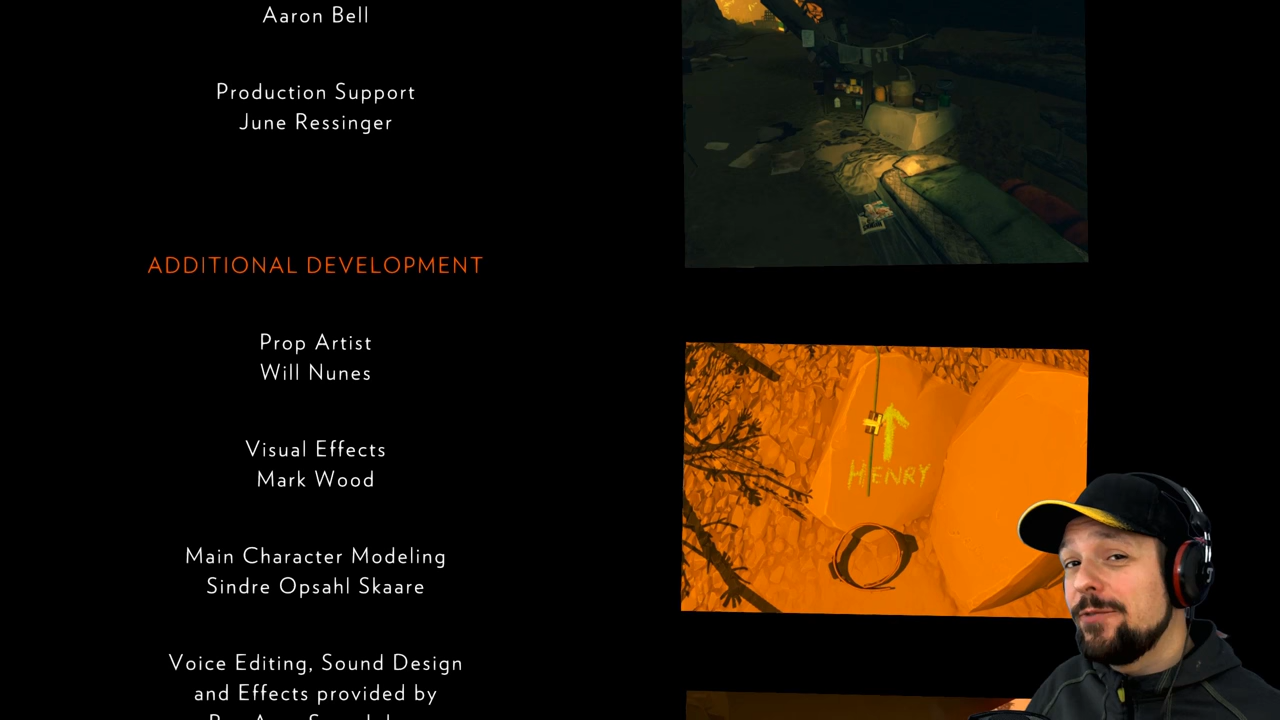 Aaron Bell
Production Support
June Ressinger
ADDITIONAL DEVELOPMENT
Prop Artist
Will Nunes
Visual Effects
Mark Wood
Main Character Modeling
Sindre Opsahl Skaare
Voice Editing, Sound Design
and Effects provided by
HENRY